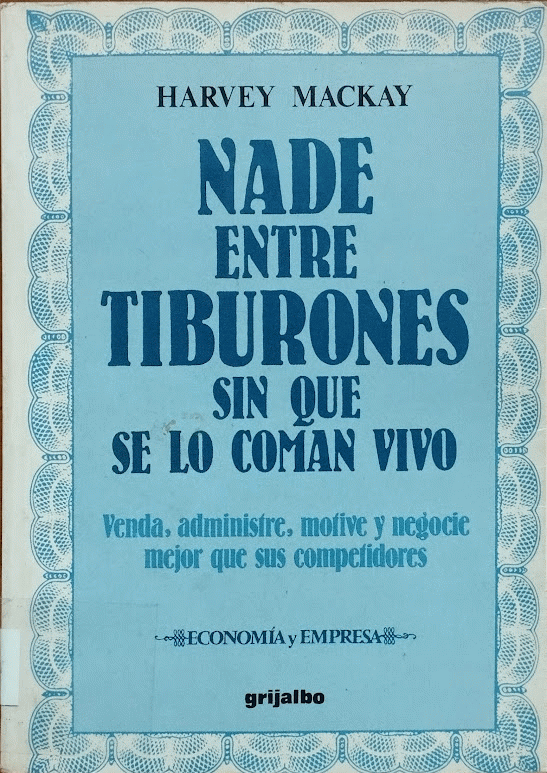 HARVEY MACKAY
NADE
ENTRE
TIBURONES
SIN QUE
SE LO COMAN VIVO
Venda, administre, motive y negocie
mejor que sus competidores
ECONOMÍA y EMPRESA
grijalbo